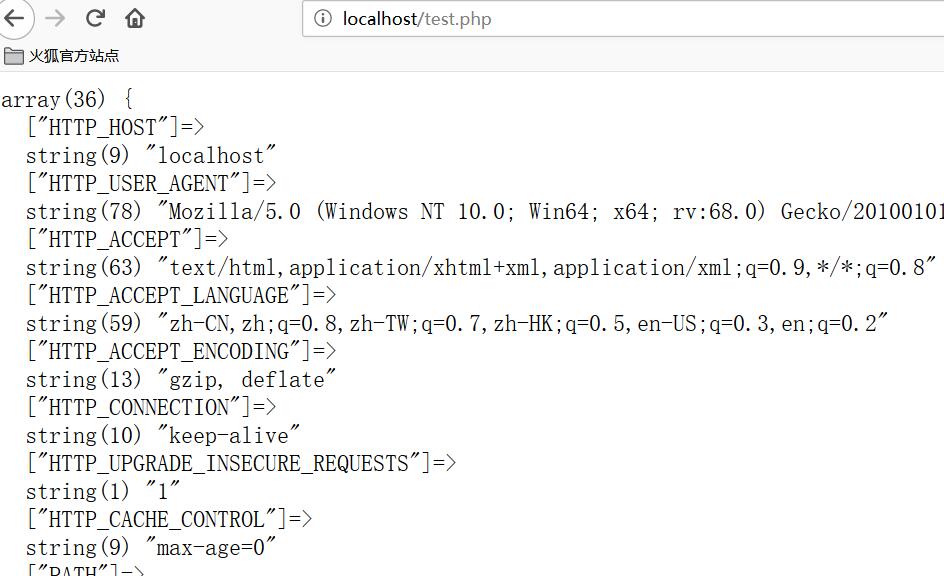 localhost/test.php
火狐官方站点
array(36) {
["HTTP_HOST"]=>
string(9) "localhost"
["HTTP_USER_AGENT"]=>
string(78) "Mozilla/5.0 (Windows NT 10.0; Win64; x64; rv:68.0) Gecko/20100101
["HTTP_ACCEPT"]=>
string(63) "text/html,application/xhtml+xml,application/xml;q=0.9,*/*;q=0.8"
["HTTP_ACCEPT_LANGUAGE"]=>
string(59) "zh-CN,zh;q=0.8,zh-TW;q=0.7,zh-HK;q=0.5,en-US;q=0.3,en;q=0.2"
["HTTP_ACCEPT_ENCODING"]=>
string(13) "gzip, deflate"
["HTTP_CONNECTION"]=>
string(10) "keep-alive"
["HTTP_UPGRADE_INSECURE_REQUESTS"]=>
string(1) "1"
["HTTP_CACHE_CONTROL"]=>
string(9) "max-age=0"
["PATH"]=>